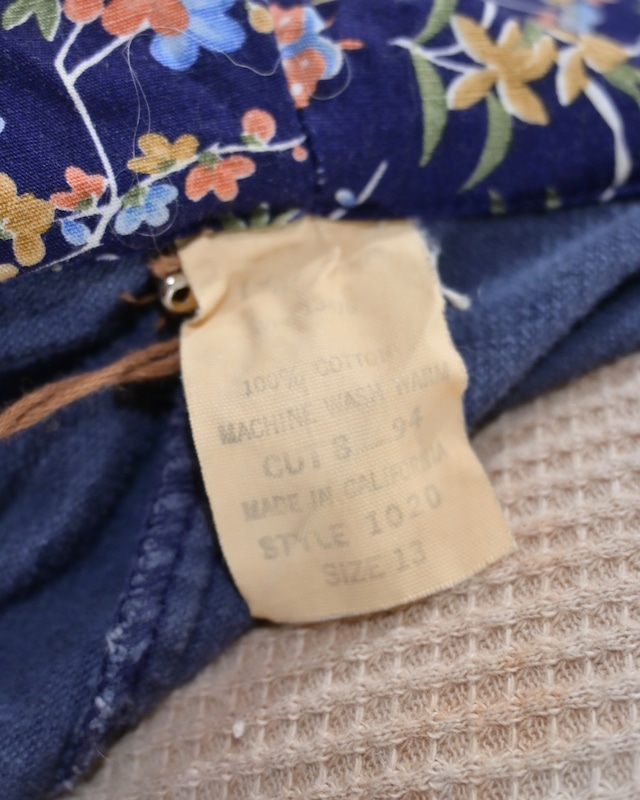 100% COTTON
MACHINE WASH WARM
CUT 8 94
MADE IN CALIFORNIA
STYLE 1020
SIZE 13